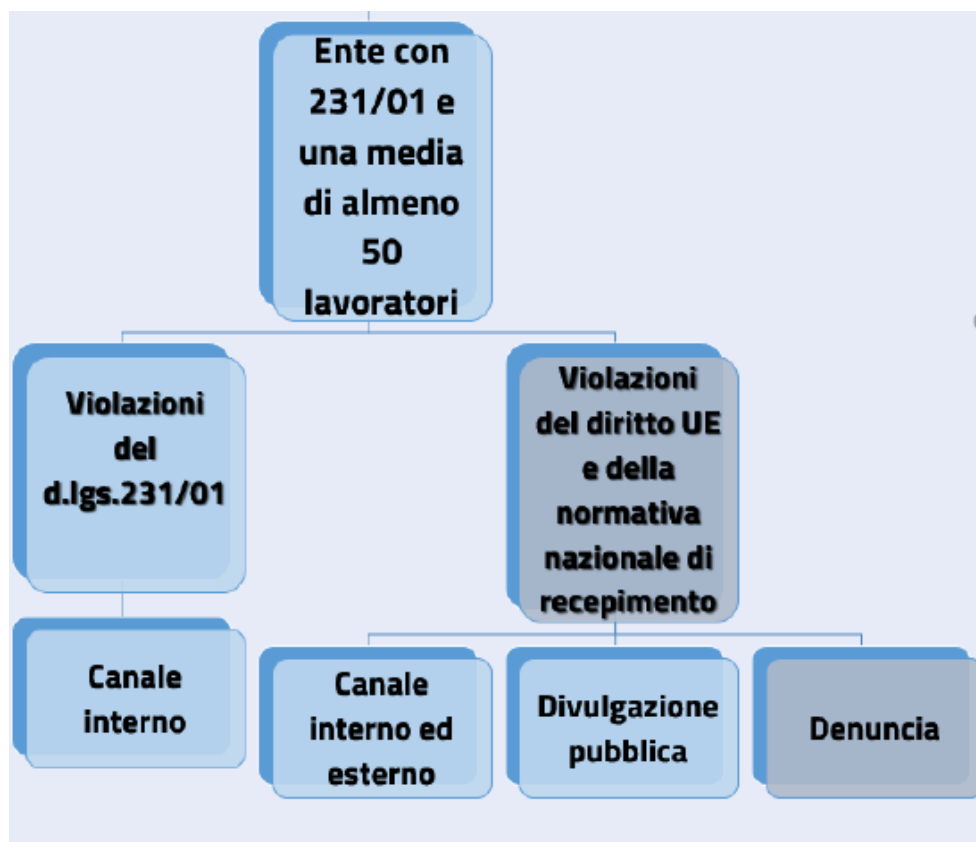 Ente con
231/01 e
una media
di almeno
50
lavoratori
Violazioni
del
d.lgs.231/01
Violazioni
del diritto UE
e della
normativa
nazionale di
recepimento
Canale
interno
Canale
interno ed
esterno
Divulgazione
pubblica
Denuncia